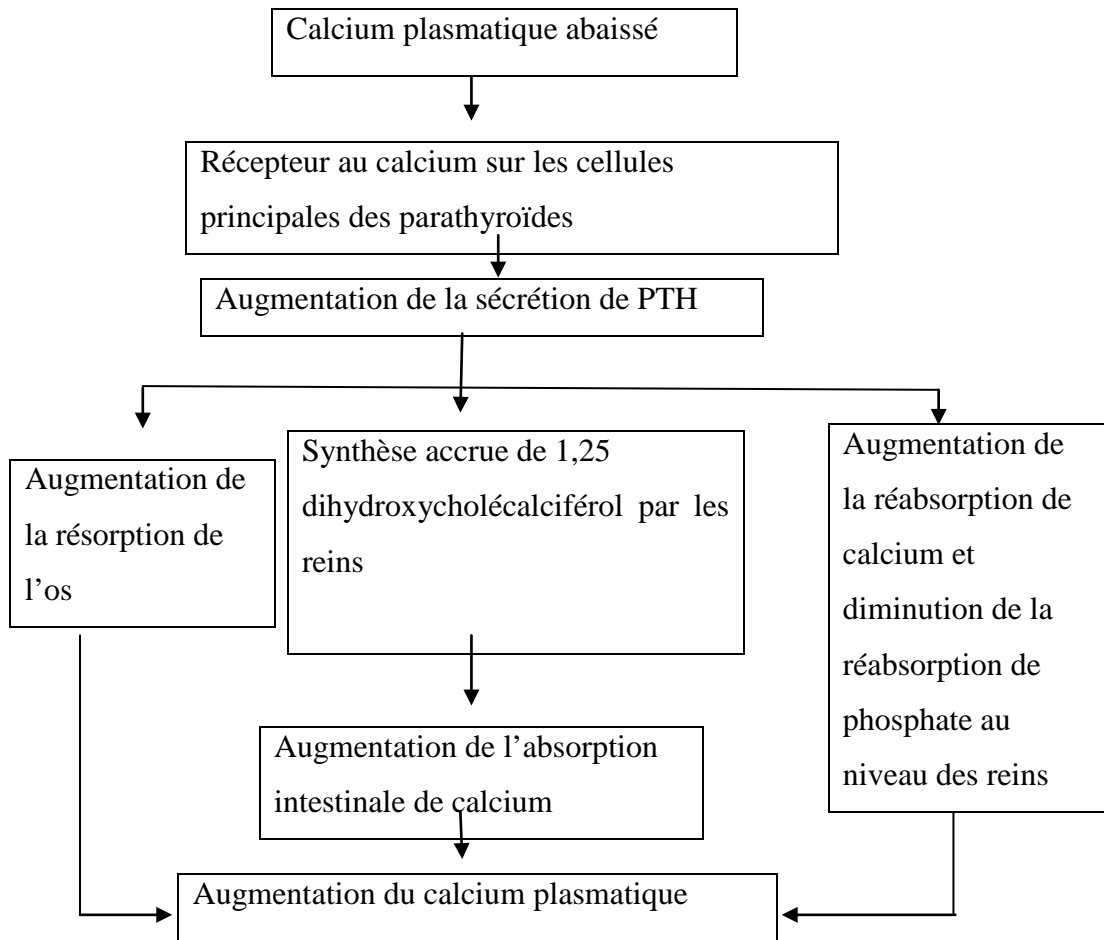 Calcium plasmatique abaissé
Récepteur au calcium sur les cellules
principales des parathyroïdes
Augmentation de la sécrétion de PTH
Augmentation de
la résorption de
l’os
Synthèse accrue de 1,25
dihydroxycholécalciférol par les
reins
Augmentation de
la réabsorption de
calcium et
diminution de la
réabsorption de
phosphate au
niveau des reins
Augmentation de l’absorption
intestinale de calcium
Augmentation du calcium plasmatique